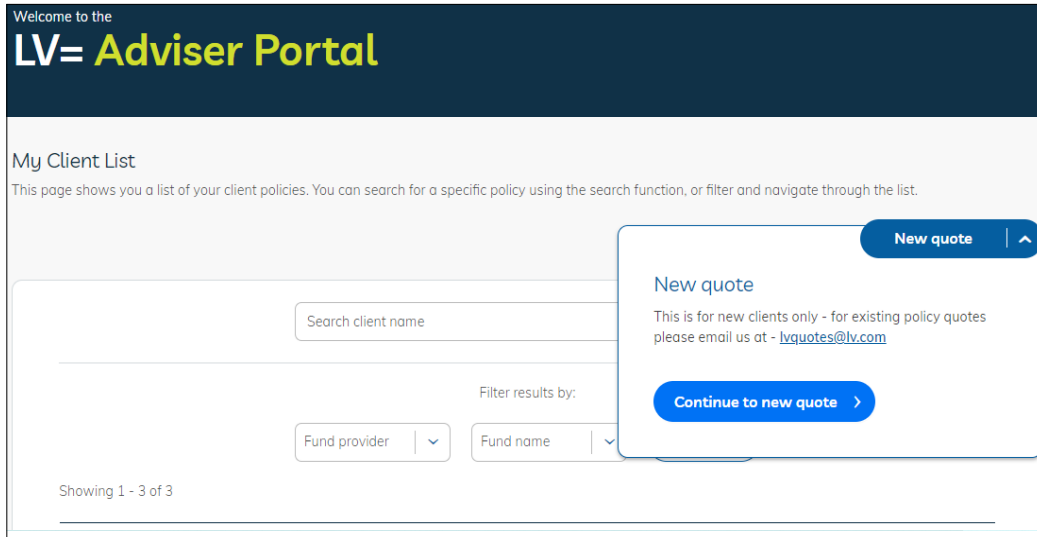 Welcome to the
LV= Adviser Portal
My Client List
This page shows you a list of your client policies. You can search for a specific policy using the search function, or filter and navigate through the list.
New quote
New quote
This is for new clients only - for existing policy quotes
please email us at - lvquotes@lv.com
Continue to new quote
Search client name
Filter results by:
Fund provider
Fund name
Showing 1 - 3 of 3